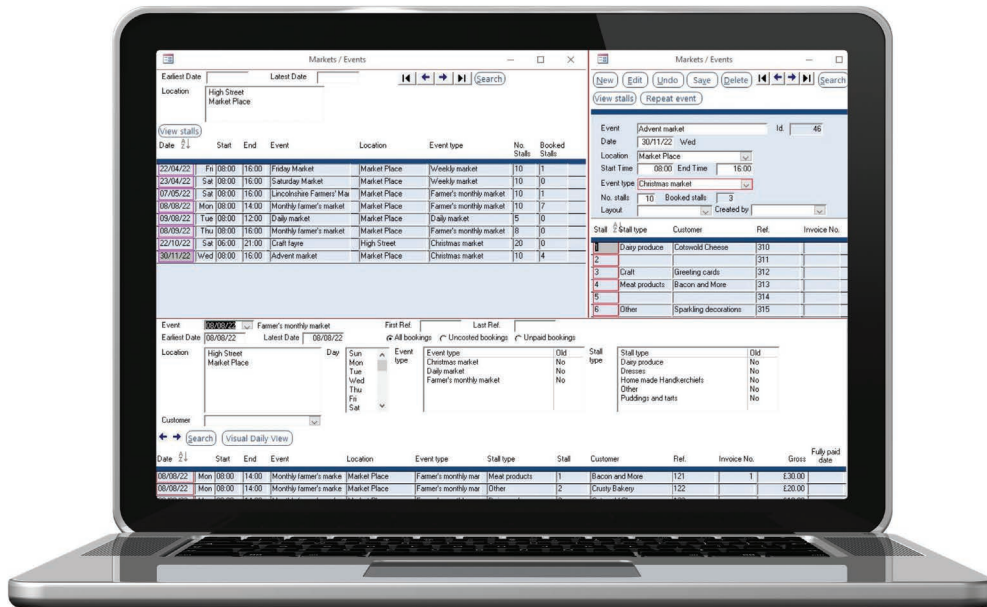 Markets / Events
Earliest Date Latest Date Search
Location High Street
Market Place
View stalls
Date Start End Event Location Event type No. Stalls Booked Stalls
22/04/22 Fri 08:00 16:00 Friday Market Market Place Weekly market 10 1
23/04/22 Sat 08:00 16:00 Saturday Market Market Place Weekly market 10 0
07/05/22 Sat 08:00 16:00 Lincolnshire Farmers' Mar Market Place Farmer's monthly market 10 1
08/08/22 Mon 08:00 14:00 Monthly farmer's market Market Place Farmer's monthly market 10 7
09/08/22 Tue 08:00 12:00 Daily market Market Place Daily market 5 0
08/09/22 Thu 08:00 16:00 Monthly farmer's market Market Place Farmer's monthly market 8 0
22/10/22 Sat 06:00 21:00 Craft fayre High Street Christmas market 20 0
30/11/22 Wed 08:00 16:00 Advent market Market Place Christmas market 10 4
Markets / Events
New Edit Undo Save Delete Search
View stalls Repeat event
Event Advent market Id. 46
Date 30/11/22 Wed
Location Market Place
Start Time 08:00 End Time 16:00
Event type Christmas market
No. stalls 10 Booked stalls 3
Layout Created by
Stall Stall type Customer Ref. Invoice No.
1 Dairy produce Cotswold Cheese 310
2 311
3 Craft Greeting cards 312
4 Meat products Bacon and More 313
5 314
6 Other Sparkling decorations 315
Event 08/08/22 Farmer's monthly market First Ref. Last Ref.
Earliest Date 08/08/22 Latest Date 08/08/22 All bookings Uncosted bookings Unpaid bookings
Location High Street
Market Place
Day Sun
Mon
Tue
Wed
Thu
Fri
Sat
Event type Event type Old
Christmas market No
Daily market No
Farmer's monthly market No
Stall type Stall type Old
Dairy produce No
Dresses No
Home made Handkerchiefs No
Other No
Puddings and tarts No
Customer
Search Visual Daily View
Date Start End Event Location Event type Stall type Stall Customer Ref. Invoice No. Gross Fully paid date
08/08/22 Mon 08:00 14:00 Monthly farmer's marke Market Place Farmer's monthly mar Meat products 1 Bacon and More 121 1 £30.00
08/08/22 Mon 08:00 14:00 Monthly farmer's marke Market Place Farmer's monthly mar Other 2 Crusty Bakery 122 £20.00